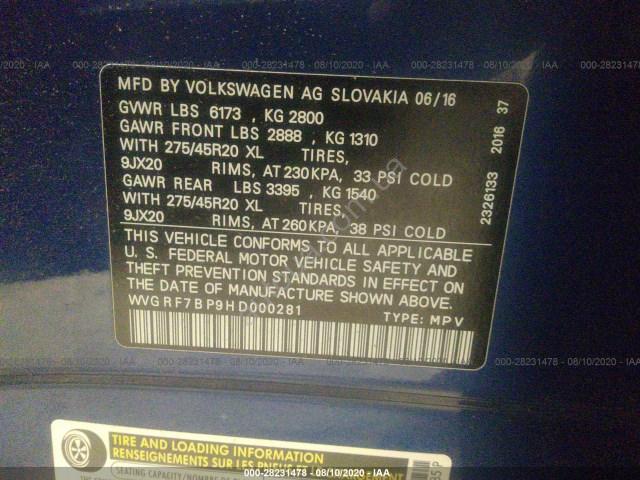 000-28231478 - 08/10/2020 - IAA
MFD BY VOLKSWAGEN AG SLOVAKIA 06/16
GVWR LBS 6173 , KG 2800
GAWR FRONT LBS 2888 , KG 1310
WITH 275/45R20 XL TIRES,
9JX20 RIMS, AT 230KPA, 33 PSI COLD
GAWR REAR LBS 3395 , KG 1540
WITH 275/45R20 XL TIRES,
9JX20 RIMS, AT 260KPA, 38 PSI COLD
THIS VEHICLE CONFORMS TO ALL APPLICABLE
U. S. FEDERAL MOTOR VEHICLE SAFETY AND
THEFT PREVENTION STANDARDS IN EFFECT ON
THE DATE OF MANUFACTURE SHOWN ABOVE.
WVGRF7BP9HD000281
TYPE: MPV
2326133 2016 37
000-28231478 - 08/10/2020 - IAA
TIRE AND LOADING INFORMATION
RENSEIGNEMENTS SUR LES PNEUS ET
SEATING CAPACITY/
000-28231478 - 08/10/2020 - IAA